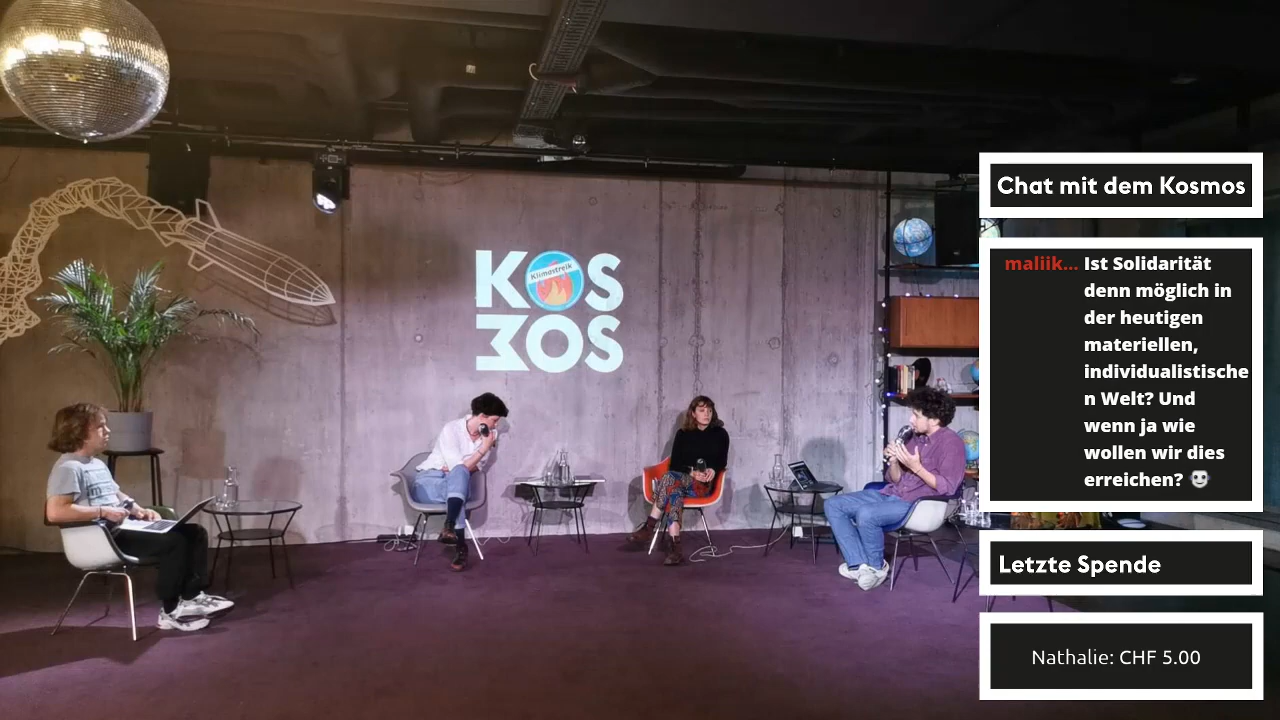 KOS
Klimastreik
MOS
Chat mit dem Kosmos
maliik... Ist Solidarität
denn möglich in
der heutigen
materiellen,
individualistische
n Welt? Und
wenn ja wie
wollen wir dies
erreichen?
Letzte Spende
Nathalie: CHF 5.00